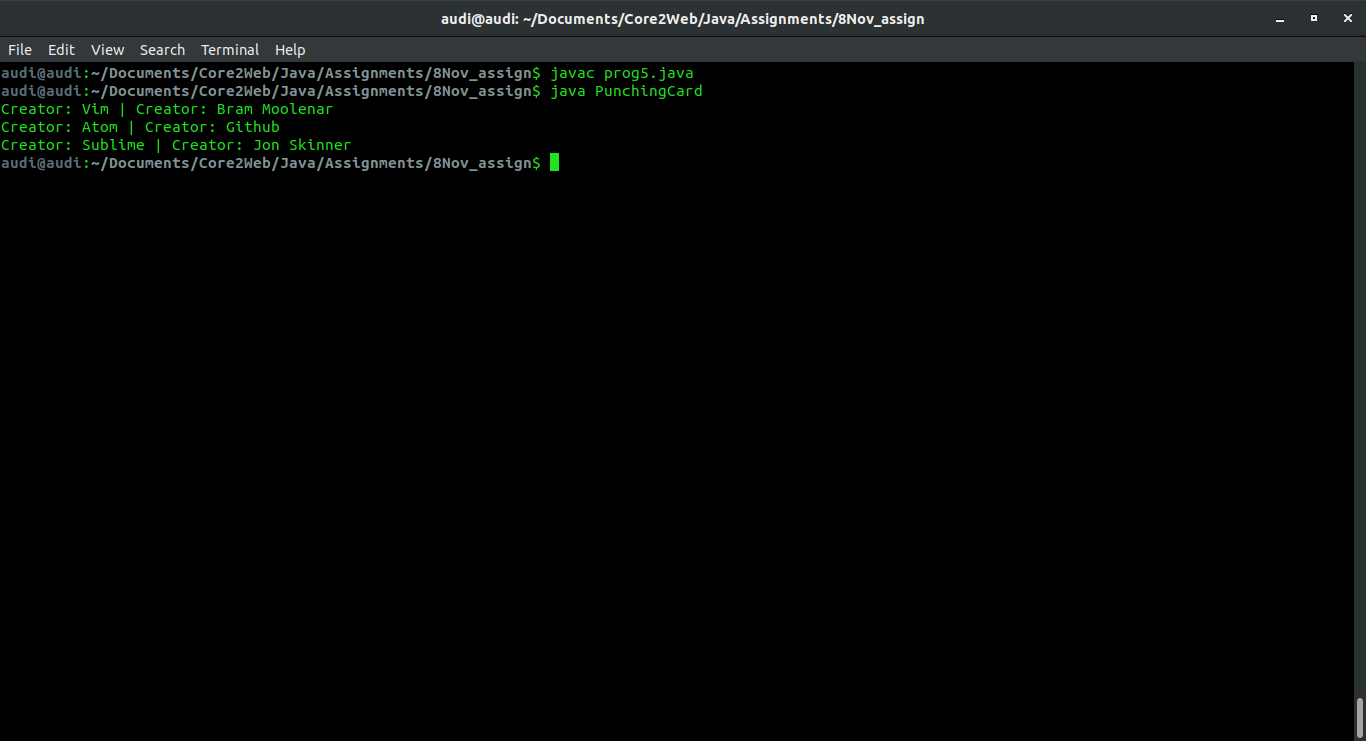 audi@audi: ~/Documents/Core2Web/Java/Assignments/8Nov_assign
File Edit View Search Terminal Help
audi@audi:~/Documents/Core2Web/Java/Assignments/8Nov_assign$ javac prog5.java
audi@audi:~/Documents/Core2Web/Java/Assignments/8Nov_assign$ java PunchingCard
Creator: Vim | Creator: Bram Moolenar
Creator: Atom | Creator: Github
Creator: Sublime | Creator: Jon Skinner
audi@audi:~/Documents/Core2Web/Java/Assignments/8Nov_assign$